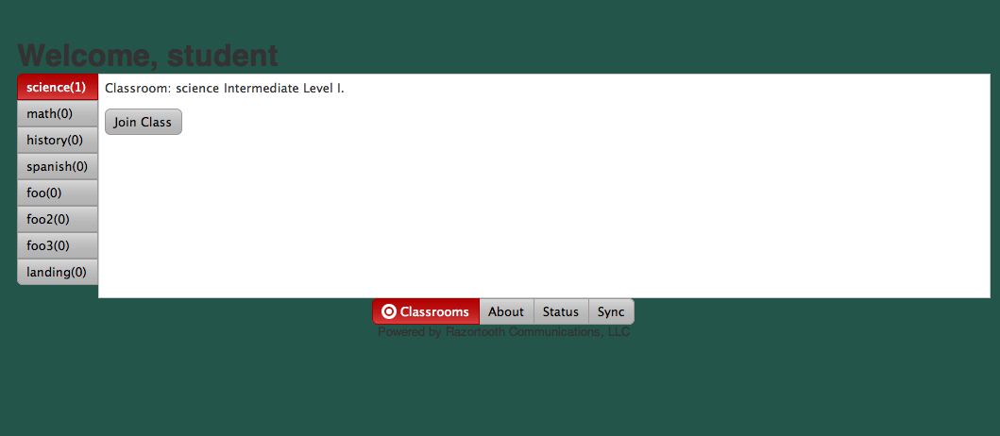 Welcome, student
science(1)
Classroom: science Intermediate Level I.
math(0)
Join Class
history(0)
spanish(0)
foo(0)
foo2(0)
foo3(0)
landing(0)
Classrooms About Status Sync
Powered by Razortooth Communications, LLC